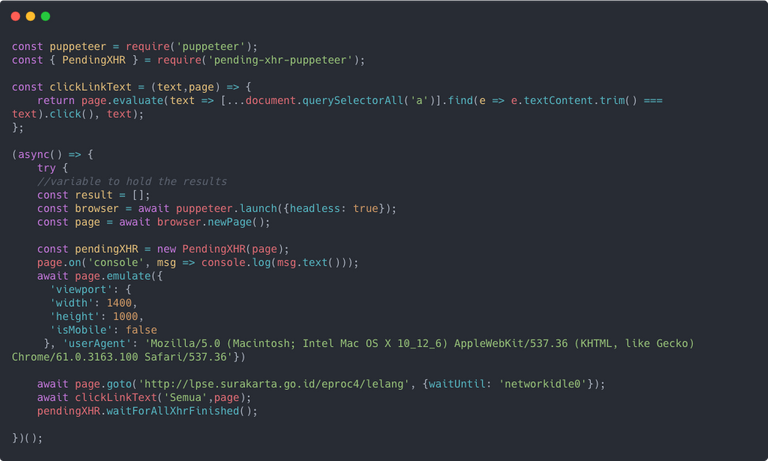 const puppeteer = require('puppeteer');
const { PendingXHR } = require('pending-xhr-puppeteer');

const clickLinkText = (text,page) => {
    return page.evaluate(text => [...document.querySelectorAll('a')].find(e => e.textContent.trim() ===
text).click(), text);
};

(async() => {
    try {
    //variable to hold the results
    const result = [];
    const browser = await puppeteer.launch({headless: true});
    const page = await browser.newPage();

    const pendingXHR = new PendingXHR(page);
    page.on('console', msg => console.log(msg.text()));
    await page.emulate({
      'viewport': {
      'width': 1400,
      'height': 1000,
      'isMobile': false
     }, 'userAgent': 'Mozilla/5.0 (Macintosh; Intel Mac OS X 10_12_6) AppleWebKit/537.36 (KHTML, like Gecko)
Chrome/61.0.3163.100 Safari/537.36'})

    await page.goto('http://lpse.surakarta.go.id/eproc4/lelang', {waitUntil: 'networkidle0'});
    await clickLinkText('Semua',page);
    pendingXHR.waitForAllXhrFinished();

})();